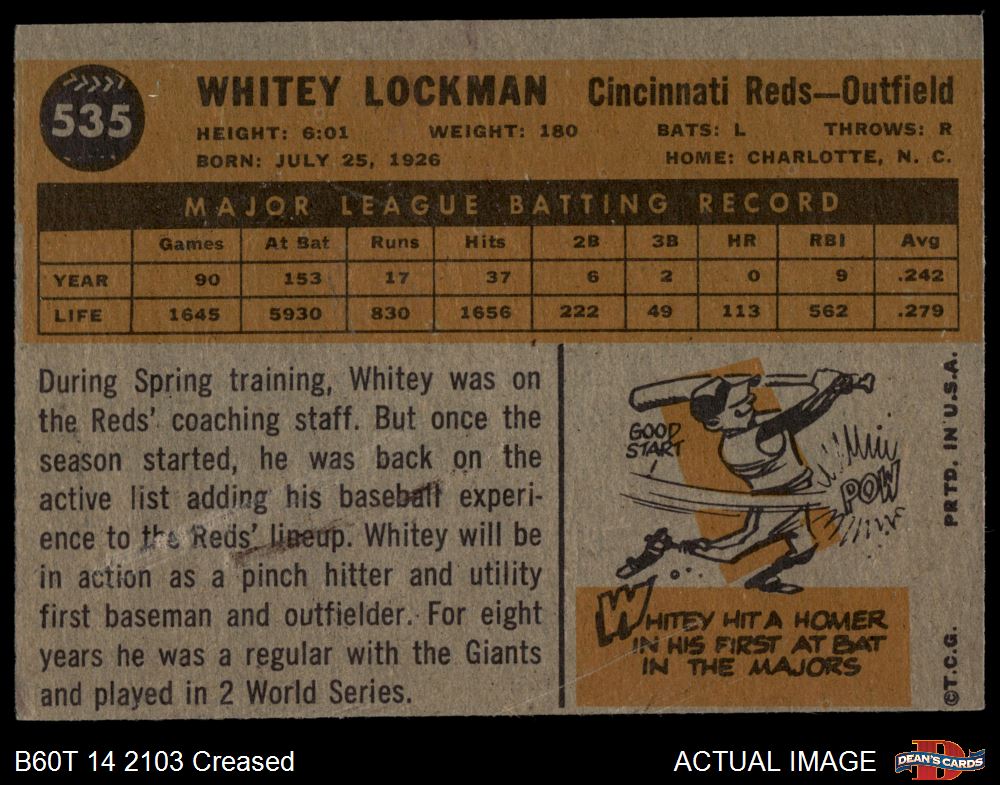 535
WHITEY LOCKMAN Cincinnati Reds—Outfield
HEIGHT: 6:01 WEIGHT: 180 BATS: L THROWS: R
BORN: JULY 25, 1926 HOME: CHARLOTTE, N. C.
MAJOR LEAGUE BATTING RECORD
Games At Bat Runs Hits 2B 3B HR RBI Avg
YEAR 90 153 17 37 6 2 0 9 .242
LIFE 1645 5930 830 1656 222 49 113 562 .279
During Spring training, Whitey was on
the Reds' coaching staff. But once the
season started, he was back on the
active list adding his baseball experi-
ence to the Reds' lineup. Whitey will be
in action as a pinch hitter and utility
first baseman and outfielder. For eight
years he was a regular with the Giants
and played in 2 World Series.
GOOD
START
POW
WHITEY HIT A HOMER
IN HIS FIRST AT BAT
IN THE MAJORS
©T.C.G. PRTD. IN U.S.A.
B60T 14 2103 Creased ACTUAL IMAGE
D
DEAN'S CARDS